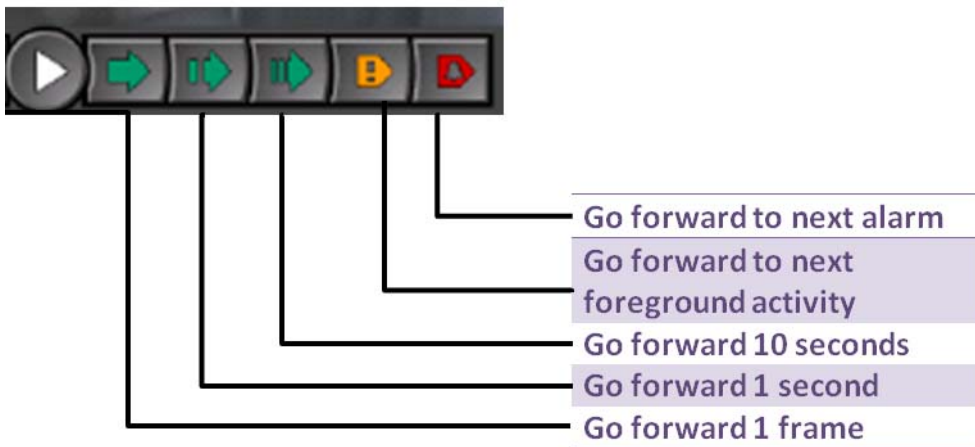 Go forward to next alarm
Go forward to next
foreground activity
Go forward 10 seconds
Go forward 1 second
Go forward 1 frame